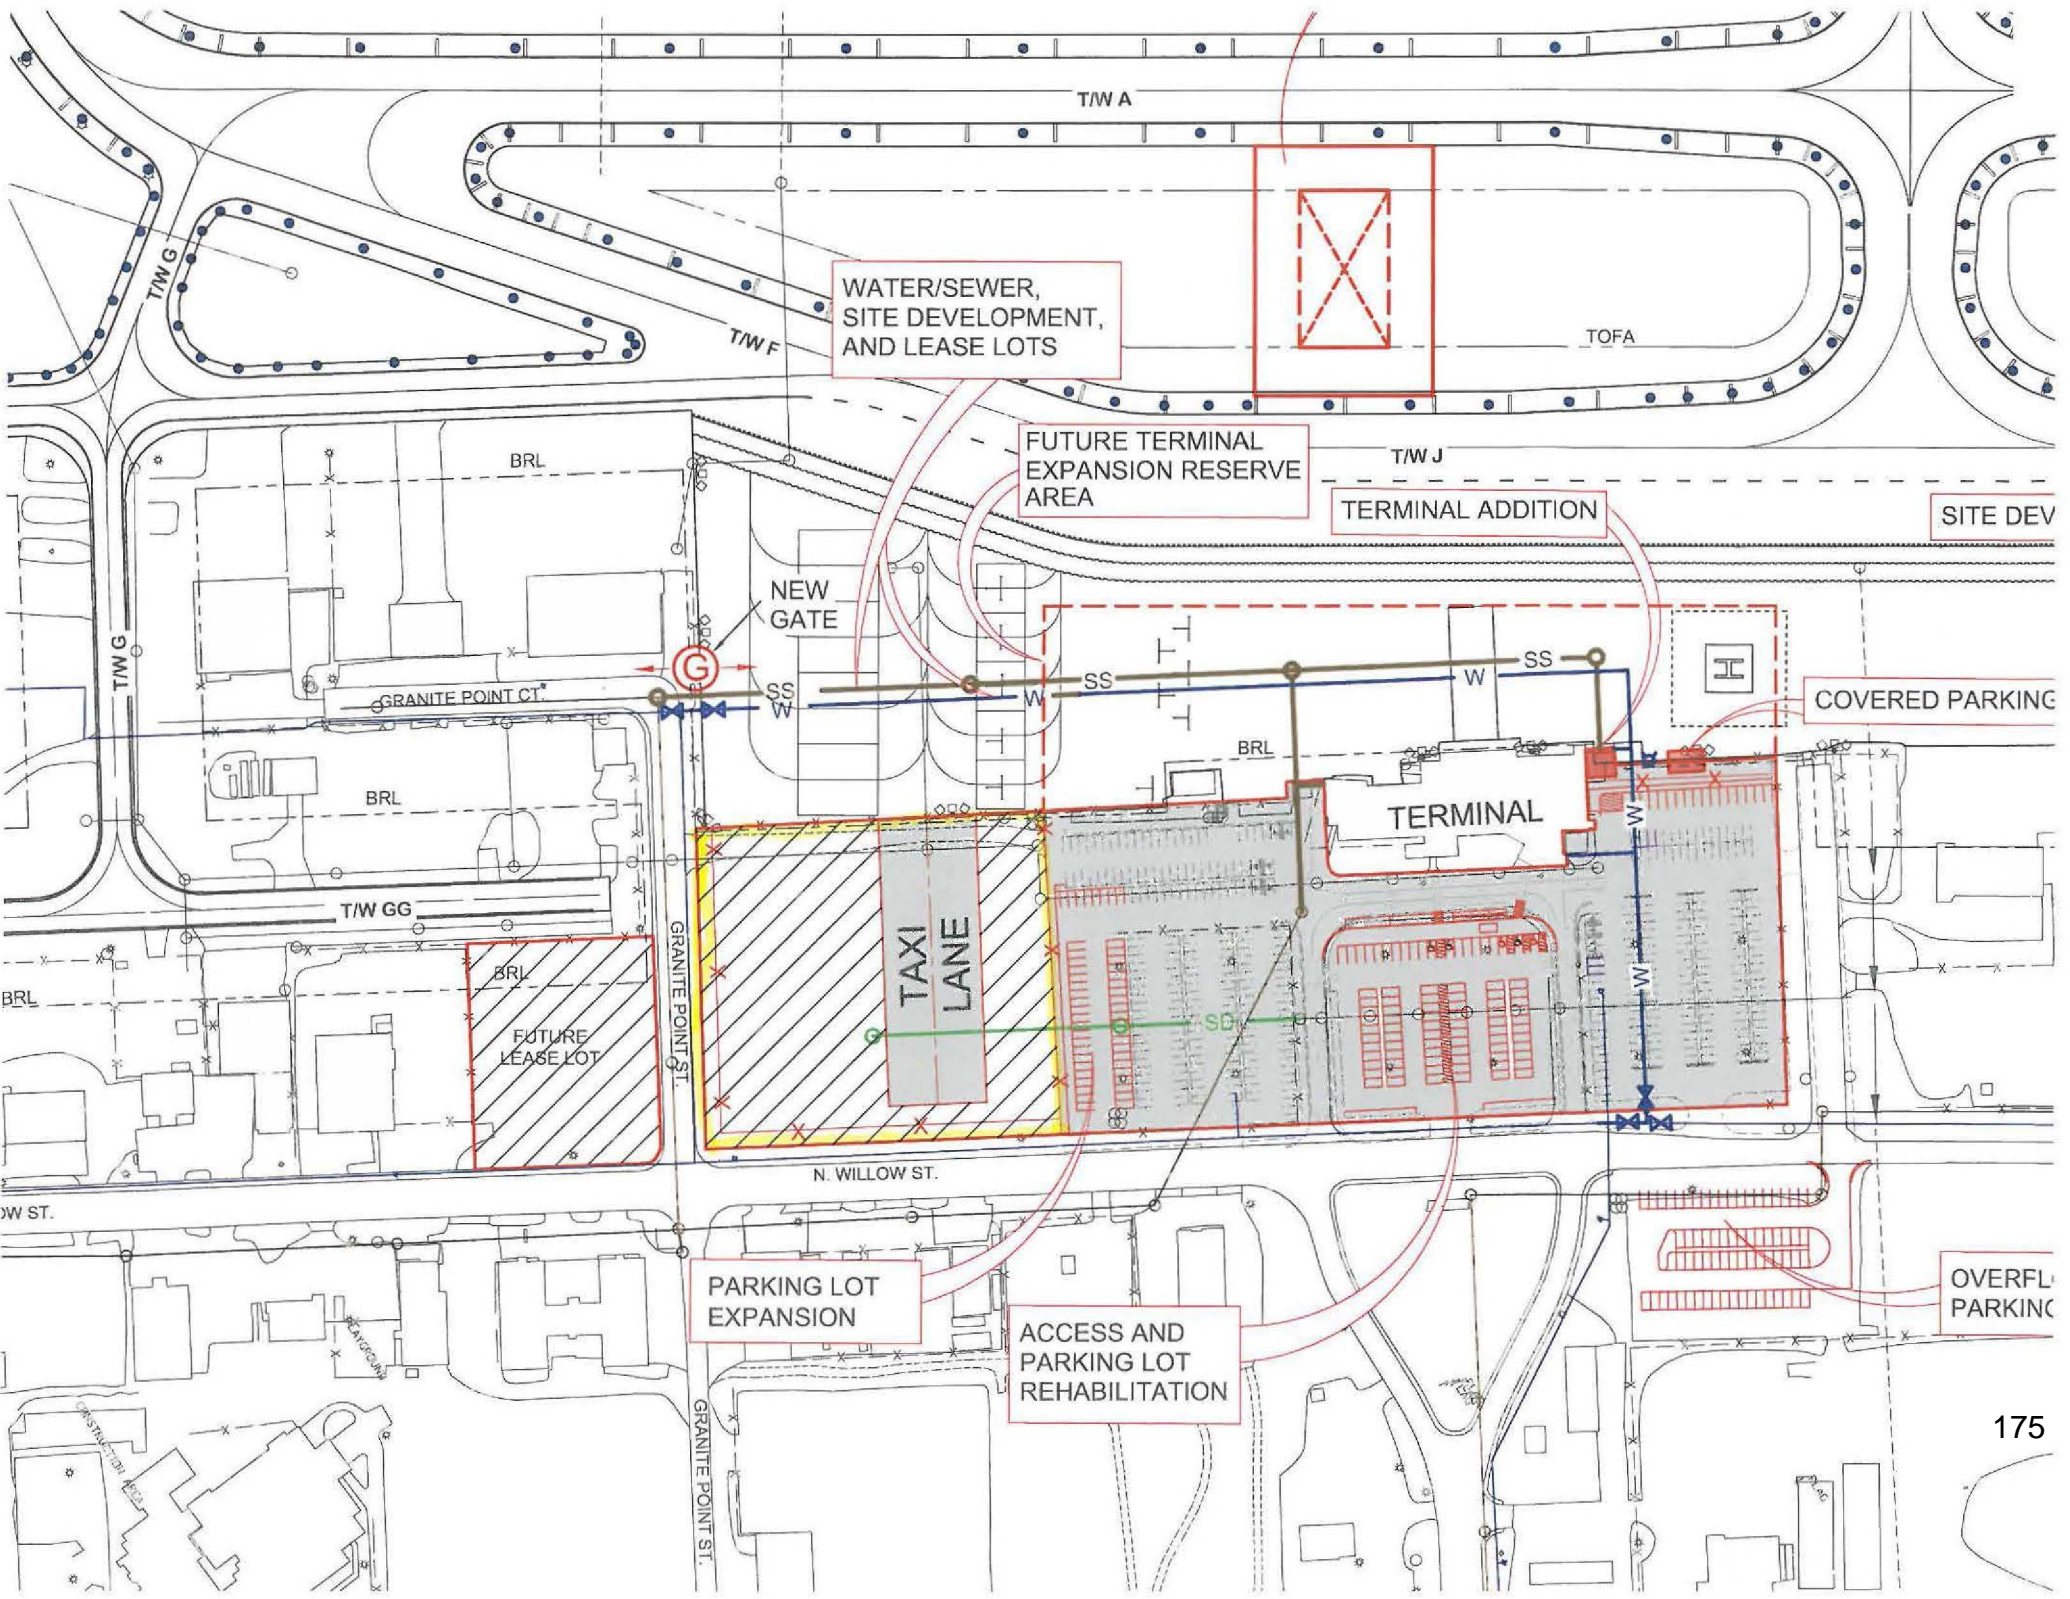 T/W A
T/W G
WATER/SEWER,
SITE DEVELOPMENT,
AND LEASE LOTS
T/W F
TOFA
FUTURE TERMINAL
EXPANSION RESERVE
AREA
T/W J
BRL
TERMINAL ADDITION
SITE DEV
NEW
GATE
G
T/W G
GRANITE POINT CT.
SS
W
SS
W
SS
W
H
COVERED PARKING
BRL
BRL
TERMINAL
W
T/W GG
TAXI
LANE
GRANITE POINT ST.
BRL
BRL
W
FUTURE
LEASE LOT
SD
N. WILLOW ST.
OW ST.
PARKING LOT
EXPANSION
ACCESS AND
PARKING LOT
REHABILITATION
OVERFL
PARKING
PLAYGROUND
CONSTRUCTION AREA
GRANITE POINT ST.
175